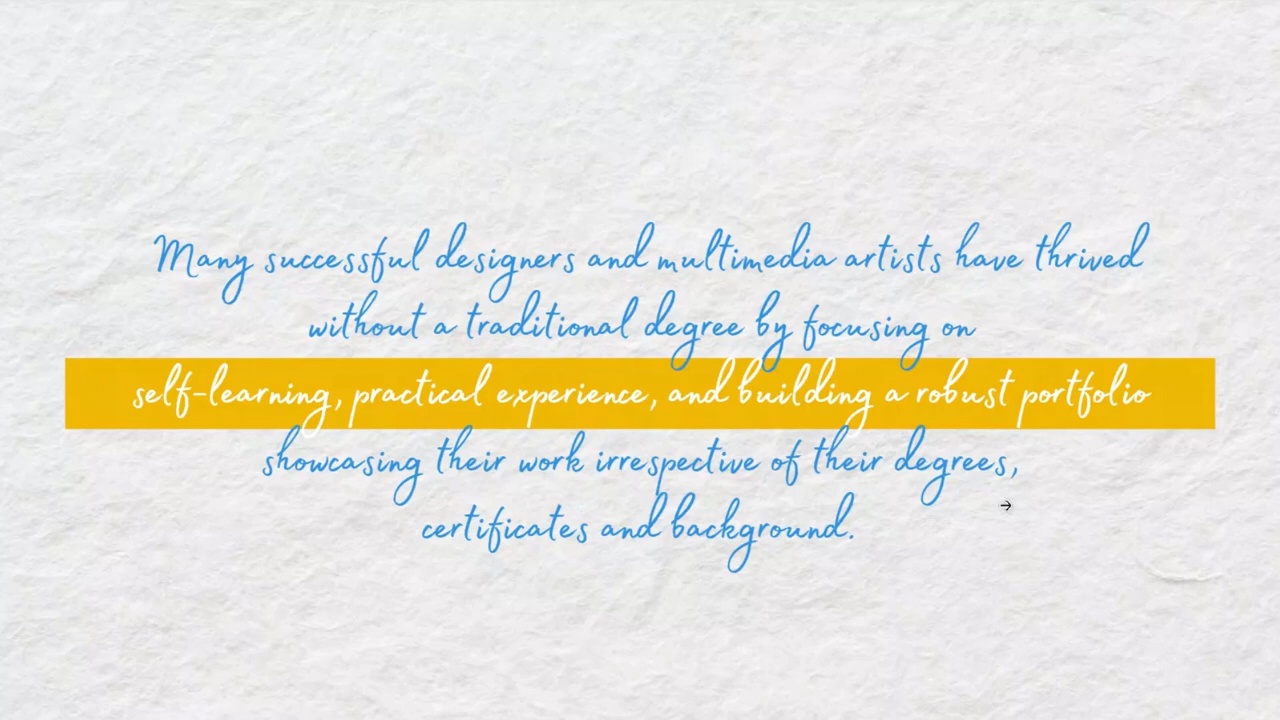 Many successful designers and multimedia artists have thrived
without a traditional degree by focusing on
self-learning, practical experience, and building a robust portfolio
showcasing their work irrespective of their degrees,
certificates and background.